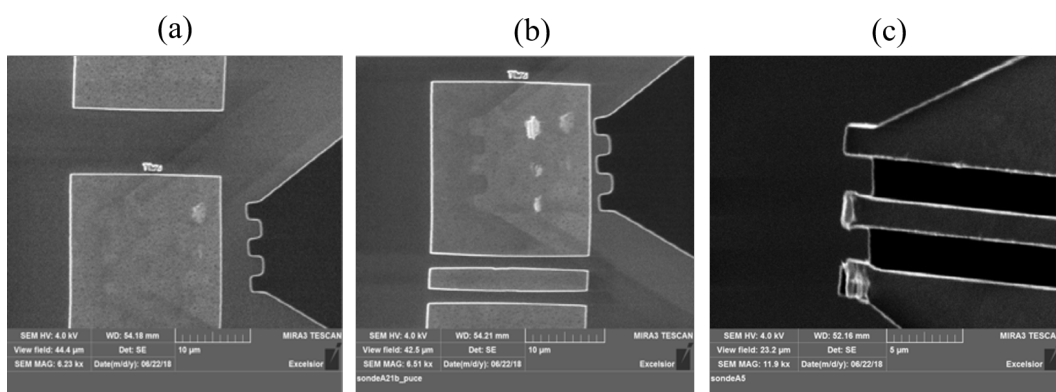 (a) (b) (c)
SEM HV: 4.0 kV WD: 54.18 mm MIRA3 TESCAN
View field: 44.4 µm Det: SE 10 µm
SEM MAG: 6.23 kx Date(m/d/y): 06/22/18 Excelsior
SEM HV: 4.0 kV WD: 54.21 mm MIRA3 TESCAN
View field: 42.5 µm Det: SE 10 µm
SEM MAG: 6.51 kx Date(m/d/y): 06/22/18 Excelsior
sondeA21b_puce
SEM HV: 4.0 kV WD: 52.16 mm MIRA3 TESCAN
View field: 23.2 µm Det: SE 5 µm
SEM MAG: 11.9 kx Date(m/d/y): 06/22/18 Excelsior
sondeA5